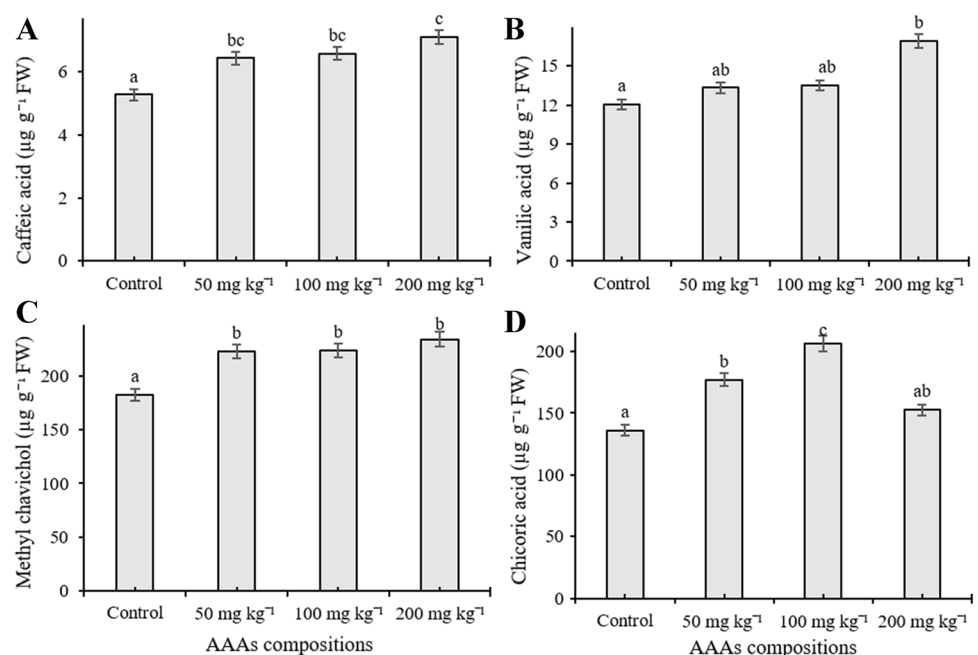 A
Caffeic acid (µg g⁻¹ FW)
6
4
2
0
a
bc
bc
c
Control
50 mg kg⁻¹
100 mg kg⁻¹
200 mg kg⁻¹
B
Vanilic acid (µg g⁻¹ FW)
15
12
9
6
3
0
a
ab
ab
b
Control
50 mg kg⁻¹
100 mg kg⁻¹
200 mg kg⁻¹
C
Methyl chavichol (µg g⁻¹ FW)
200
150
100
50
0
a
b
b
b
Control
50 mg kg⁻¹
100 mg kg⁻¹
200 mg kg⁻¹
AAAs compositions
D
Chicoric acid (µg g⁻¹ FW)
200
150
100
50
0
a
b
c
ab
Control
50 mg kg⁻¹
100 mg kg⁻¹
200 mg kg⁻¹
AAAs compositions